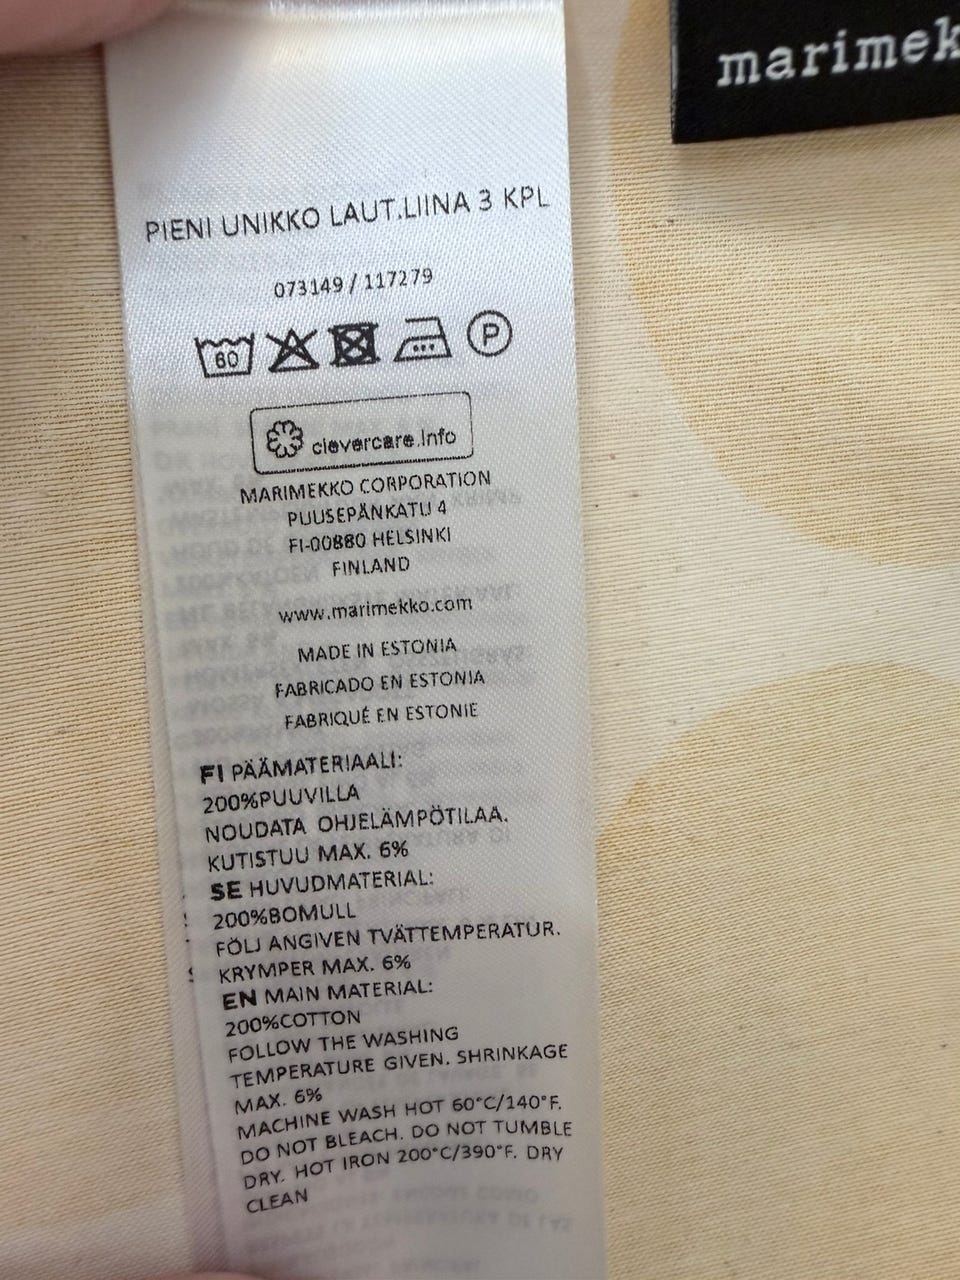 marimek
PIENI UNIKKO LAUT.LIINA 3 KPL
073149 / 117279
60 P
clevercare.info
MARIMEKKO CORPORATION
PUUSEPÄNKATU 4
FI-00880 HELSINKI
FINLAND
www.marimekko.com
MADE IN ESTONIA
FABRICADO EN ESTONIA
FABRIQUÉ EN ESTONIE
FI PÄÄMATERIAALI:
200%PUUVILLA
NOUDATA OHJELÄMPÖTILAA.
KUTISTUU MAX. 6%
SE HUVUDMATERIAL:
200%BOMULL
FÖLJ ANGIVEN TVÄTTEMPERATUR.
KRYMPER MAX. 6%
EN MAIN MATERIAL:
200%COTTON
FOLLOW THE WASHING
TEMPERATURE GIVEN. SHRINKAGE
MAX. 6%
MACHINE WASH HOT 60°C/140°F.
DO NOT BLEACH. DO NOT TUMBLE
DRY. HOT IRON 200°C/390°F. DRY
CLEAN